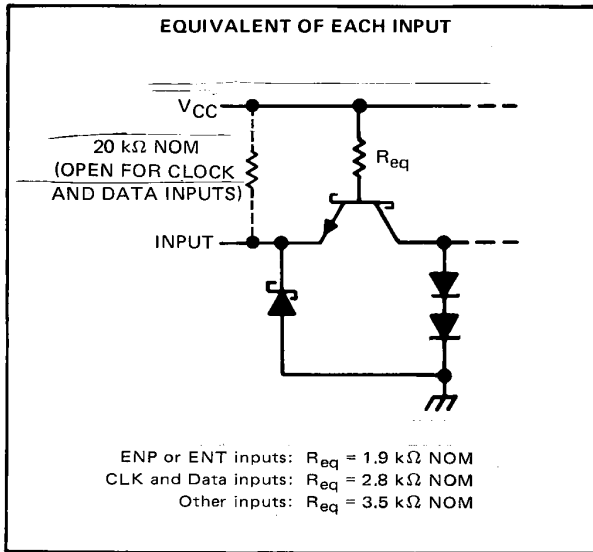 EQUIVALENT OF EACH INPUT
VCC
20 kΩ NOM
(OPEN FOR CLOCK
AND DATA INPUTS)
Req
INPUT
ENP or ENT inputs: Req = 1.9 kΩ NOM
CLK and Data inputs: Req = 2.8 kΩ NOM
Other inputs: Req = 3.5 kΩ NOM